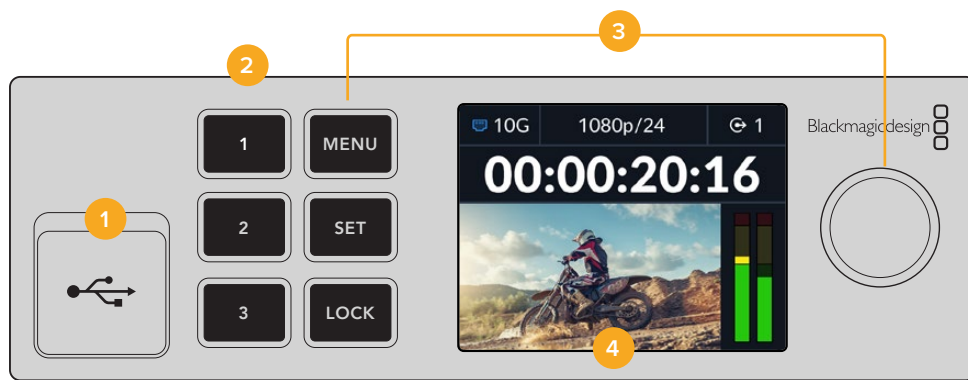 3
2
10G 1080p/24 1
Blackmagicdesign
1 MENU
00:00:20:16
1
2 SET
3 LOCK
4